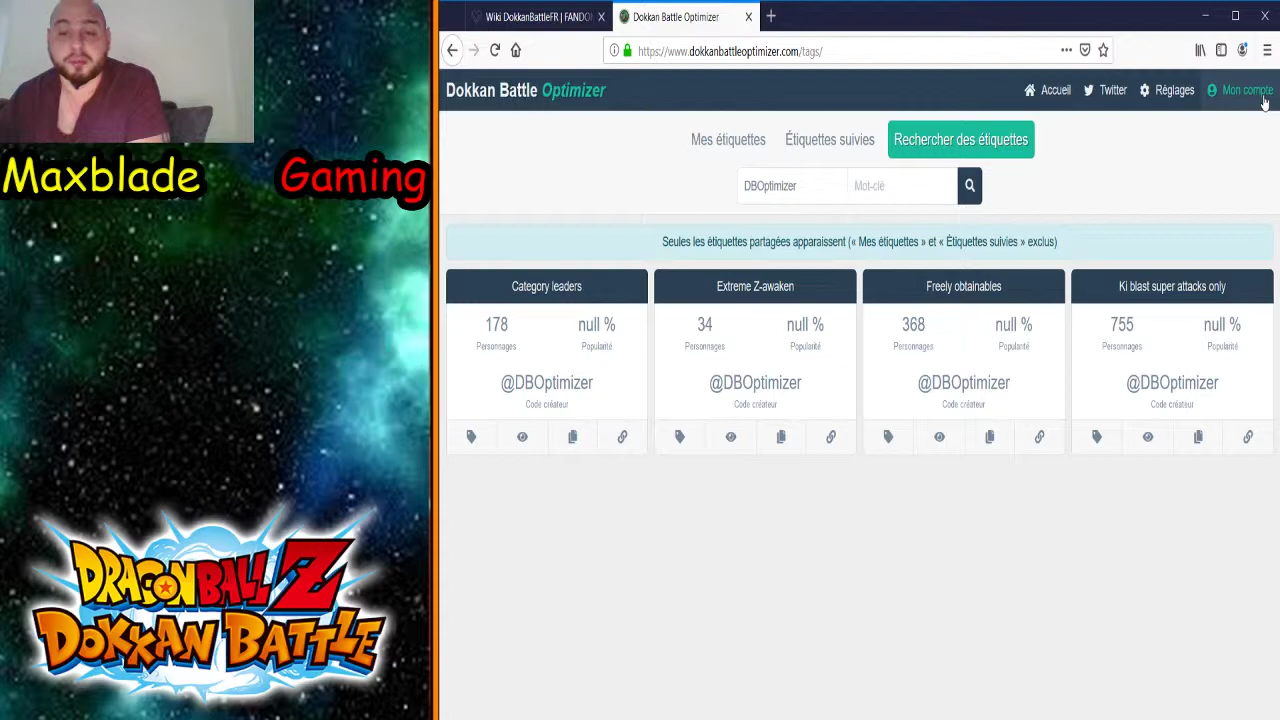 Wiki DokkanBattleFR | FANDO
Dokkan Battle Optimizer
https://www.dokkanbattleoptimizer.com/tags/
Dokkan Battle Optimizer
Accueil
Twitter
Réglages
Mon compte
Mes étiquettes
Étiquettes suivies
Rechercher des étiquettes
DBOptimizer
Mot-clé
Seules les étiquettes partagées apparaissent (« Mes étiquettes » et « Étiquettes suivies » exclus)
Category leaders
178
null %
Personnages
Popularité
@DBOptimizer
Code créateur
Extreme Z-awaken
34
null %
Personnages
Popularité
@DBOptimizer
Code créateur
Freely obtainables
368
null %
Personnages
Popularité
@DBOptimizer
Code créateur
Ki blast super attacks only
755
null %
Personnages
Popularité
@DBOptimizer
Code créateur
Maxblade Gaming
DRAGONBALL Z
DOKKAN BATTLE